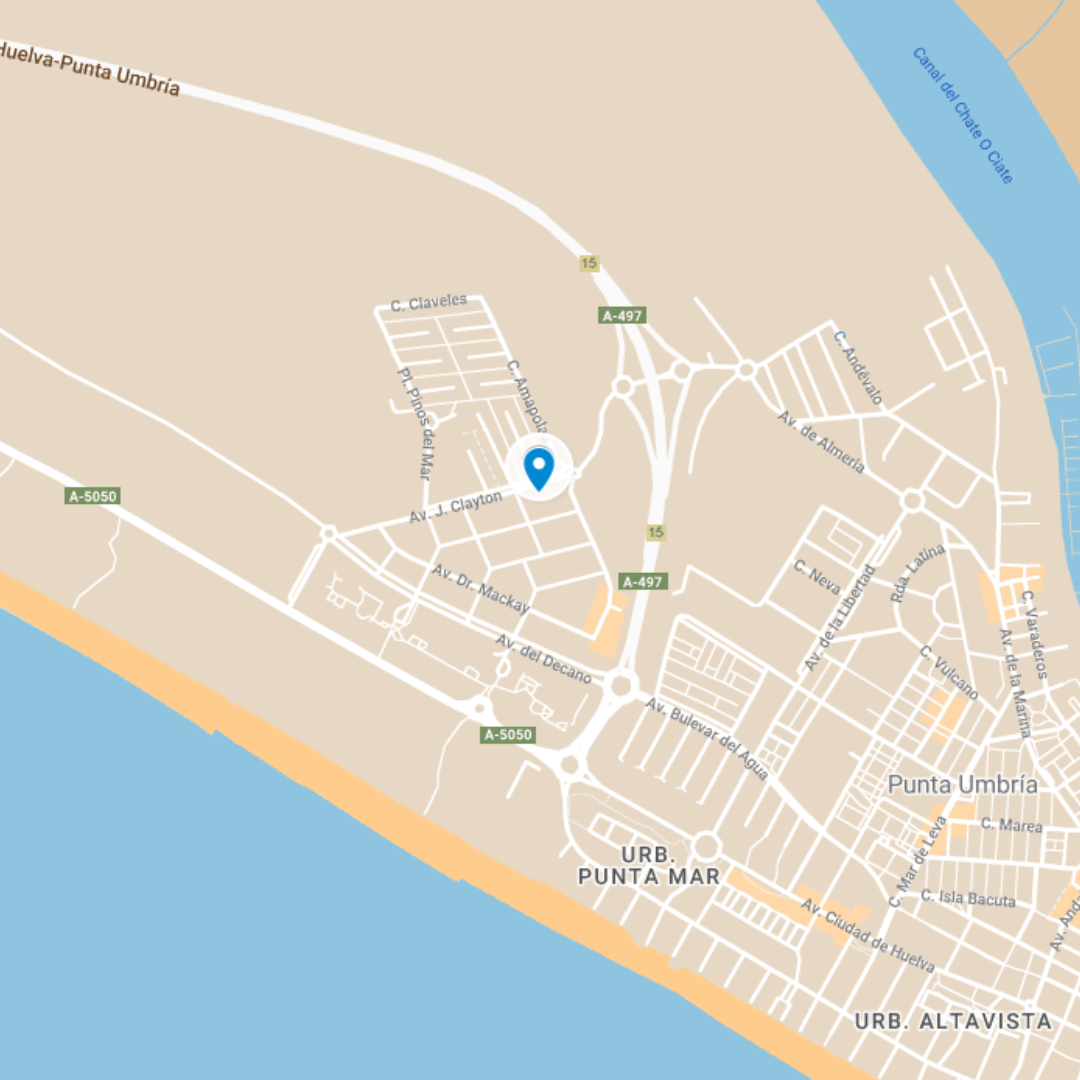 Huelva-Punta Umbría
Canal del Chate O Ciate
15
C. Claveles
A-497
C. Andévalo
C. Amapola
Pl. Pinos del Mar
Av. de Almería
A-5050
Av. J. Clayton
15
Av. Dr. Mackay
A-497
C. Neva
Rda. Latina
Av. de la Libertad
C. Varaderos
Av. del Decano
Av. de la Marina
C. Vulcano
Av. Bulevar del Agua
A-5050
Punta Umbría
C. Marea
URB.
PUNTA MAR
C. Mar de Leva
C. Isla Bacuta
Av. Ciudad de Huelva
Av. Anda
URB. ALTAVISTA